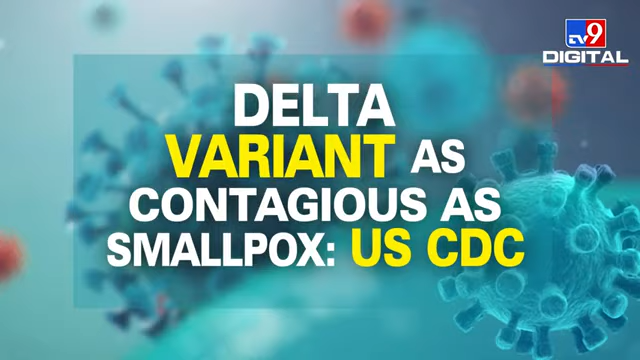 tv9
DIGITAL
DELTA
VARIANT AS
CONTAGIOUS AS
SMALLPOX: US CDC